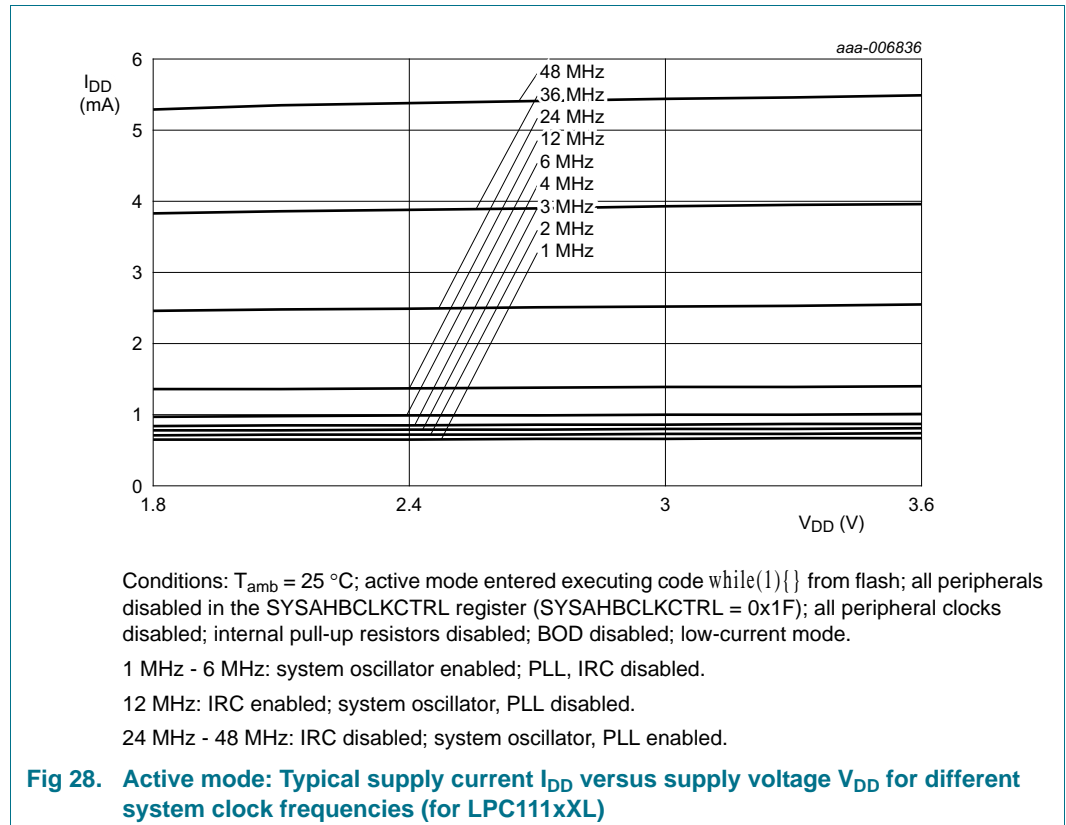 aaa-006836
6
I_DD
(mA)
5
4
3
2
1
0
48 MHz
36 MHz
24 MHz
12 MHz
6 MHz
4 MHz
3 MHz
2 MHz
1 MHz
1.8
2.4
3
3.6
V_DD (V)
Conditions: T_amb = 25 °C; active mode entered executing code while(1){} from flash; all peripherals
disabled in the SYSAHBCLKCTRL register (SYSAHBCLKCTRL = 0x1F); all peripheral clocks
disabled; internal pull-up resistors disabled; BOD disabled; low-current mode.
1 MHz - 6 MHz: system oscillator enabled; PLL, IRC disabled.
12 MHz: IRC enabled; system oscillator, PLL disabled.
24 MHz - 48 MHz: IRC disabled; system oscillator, PLL enabled.
Fig 28. Active mode: Typical supply current I_DD versus supply voltage V_DD for different
system clock frequencies (for LPC111xXL)